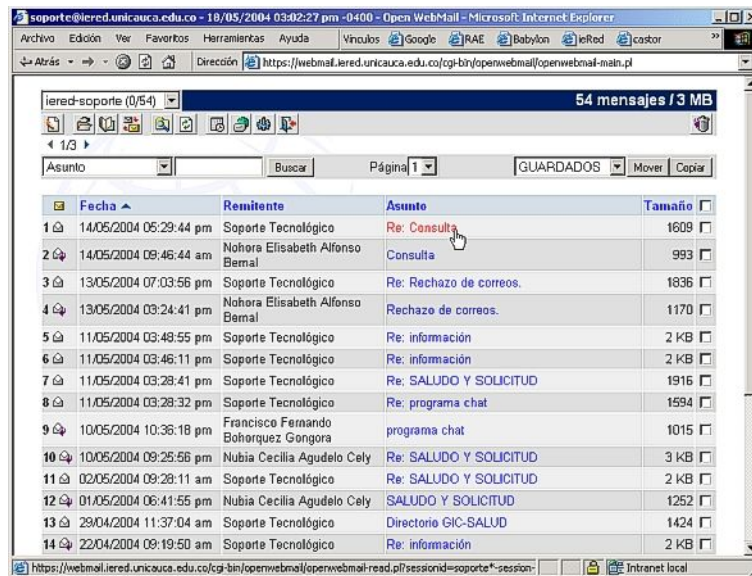 soporte@iered.unicauca.edu.co - 18/05/2004 03:02:27 pm -0400 - Open WebMail - Microsoft Internet Explorer
Archivo Edición Ver Favoritos Herramientas Ayuda Vínculos Google RAE Babylon ieRed castor »
Atrás Dirección https://webmail.iered.unicauca.edu.co/cgi-bin/openwebmail/openwebmail-main.pl
iered-soporte (0/54) 54 mensajes / 3 MB
1/3
Asunto Buscar Página 1 GUARDADOS Mover Copiar
Fecha Remitente Asunto Tamaño
1 14/05/2004 05:29:44 pm Soporte Tecnológico Re: Consulta 1609
2 14/05/2004 09:46:44 am Nohora Elisabeth Alfonso Bernal Consulta 993
3 13/05/2004 07:03:56 pm Soporte Tecnológico Re: Rechazo de correos. 1836
4 13/05/2004 03:24:41 pm Nohora Elisabeth Alfonso Bernal Rechazo de correos. 1170
5 11/05/2004 03:48:55 pm Soporte Tecnológico Re: información 2 KB
6 11/05/2004 03:46:11 pm Soporte Tecnológico Re: información 2 KB
7 11/05/2004 03:28:41 pm Soporte Tecnológico Re: SALUDO Y SOLICITUD 1916
8 11/05/2004 03:28:32 pm Soporte Tecnológico Re: programa chat 1594
9 10/05/2004 10:36:18 pm Francisco Fernando Bohorquez Gongora programa chat 1015
10 10/05/2004 09:25:56 pm Nubia Cecilia Agudelo Cely Re: SALUDO Y SOLICITUD 3 KB
11 02/05/2004 09:28:11 am Soporte Tecnológico Re: SALUDO Y SOLICITUD 2 KB
12 01/05/2004 06:41:55 pm Nubia Cecilia Agudelo Cely SALUDO Y SOLICITUD 1252
13 29/04/2004 11:37:04 am Soporte Tecnológico Directorio GIC-SALUD 1424
14 22/04/2004 09:19:50 am Soporte Tecnológico Re: información 2 KB
https://webmail.iered.unicauca.edu.co/cgi-bin/openwebmail/openwebmail-read.pl?sessionid=soporte*-session- Intranet local